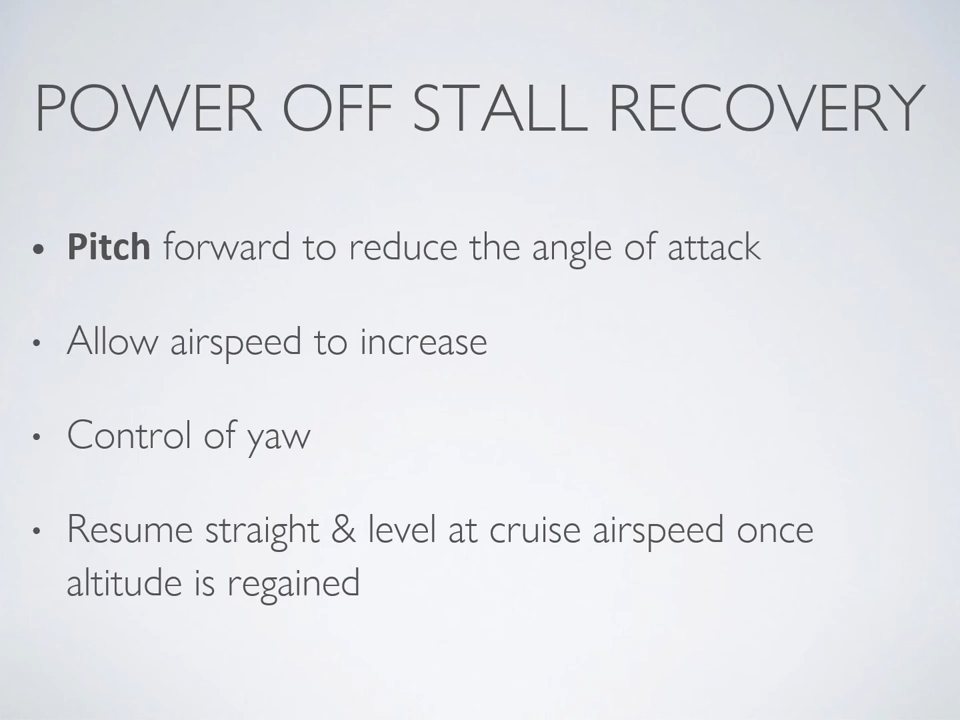 POWER OFF STALL RECOVERY
• Pitch forward to reduce the angle of attack
• Allow airspeed to increase
• Control of yaw
• Resume straight & level at cruise airspeed once
altitude is regained